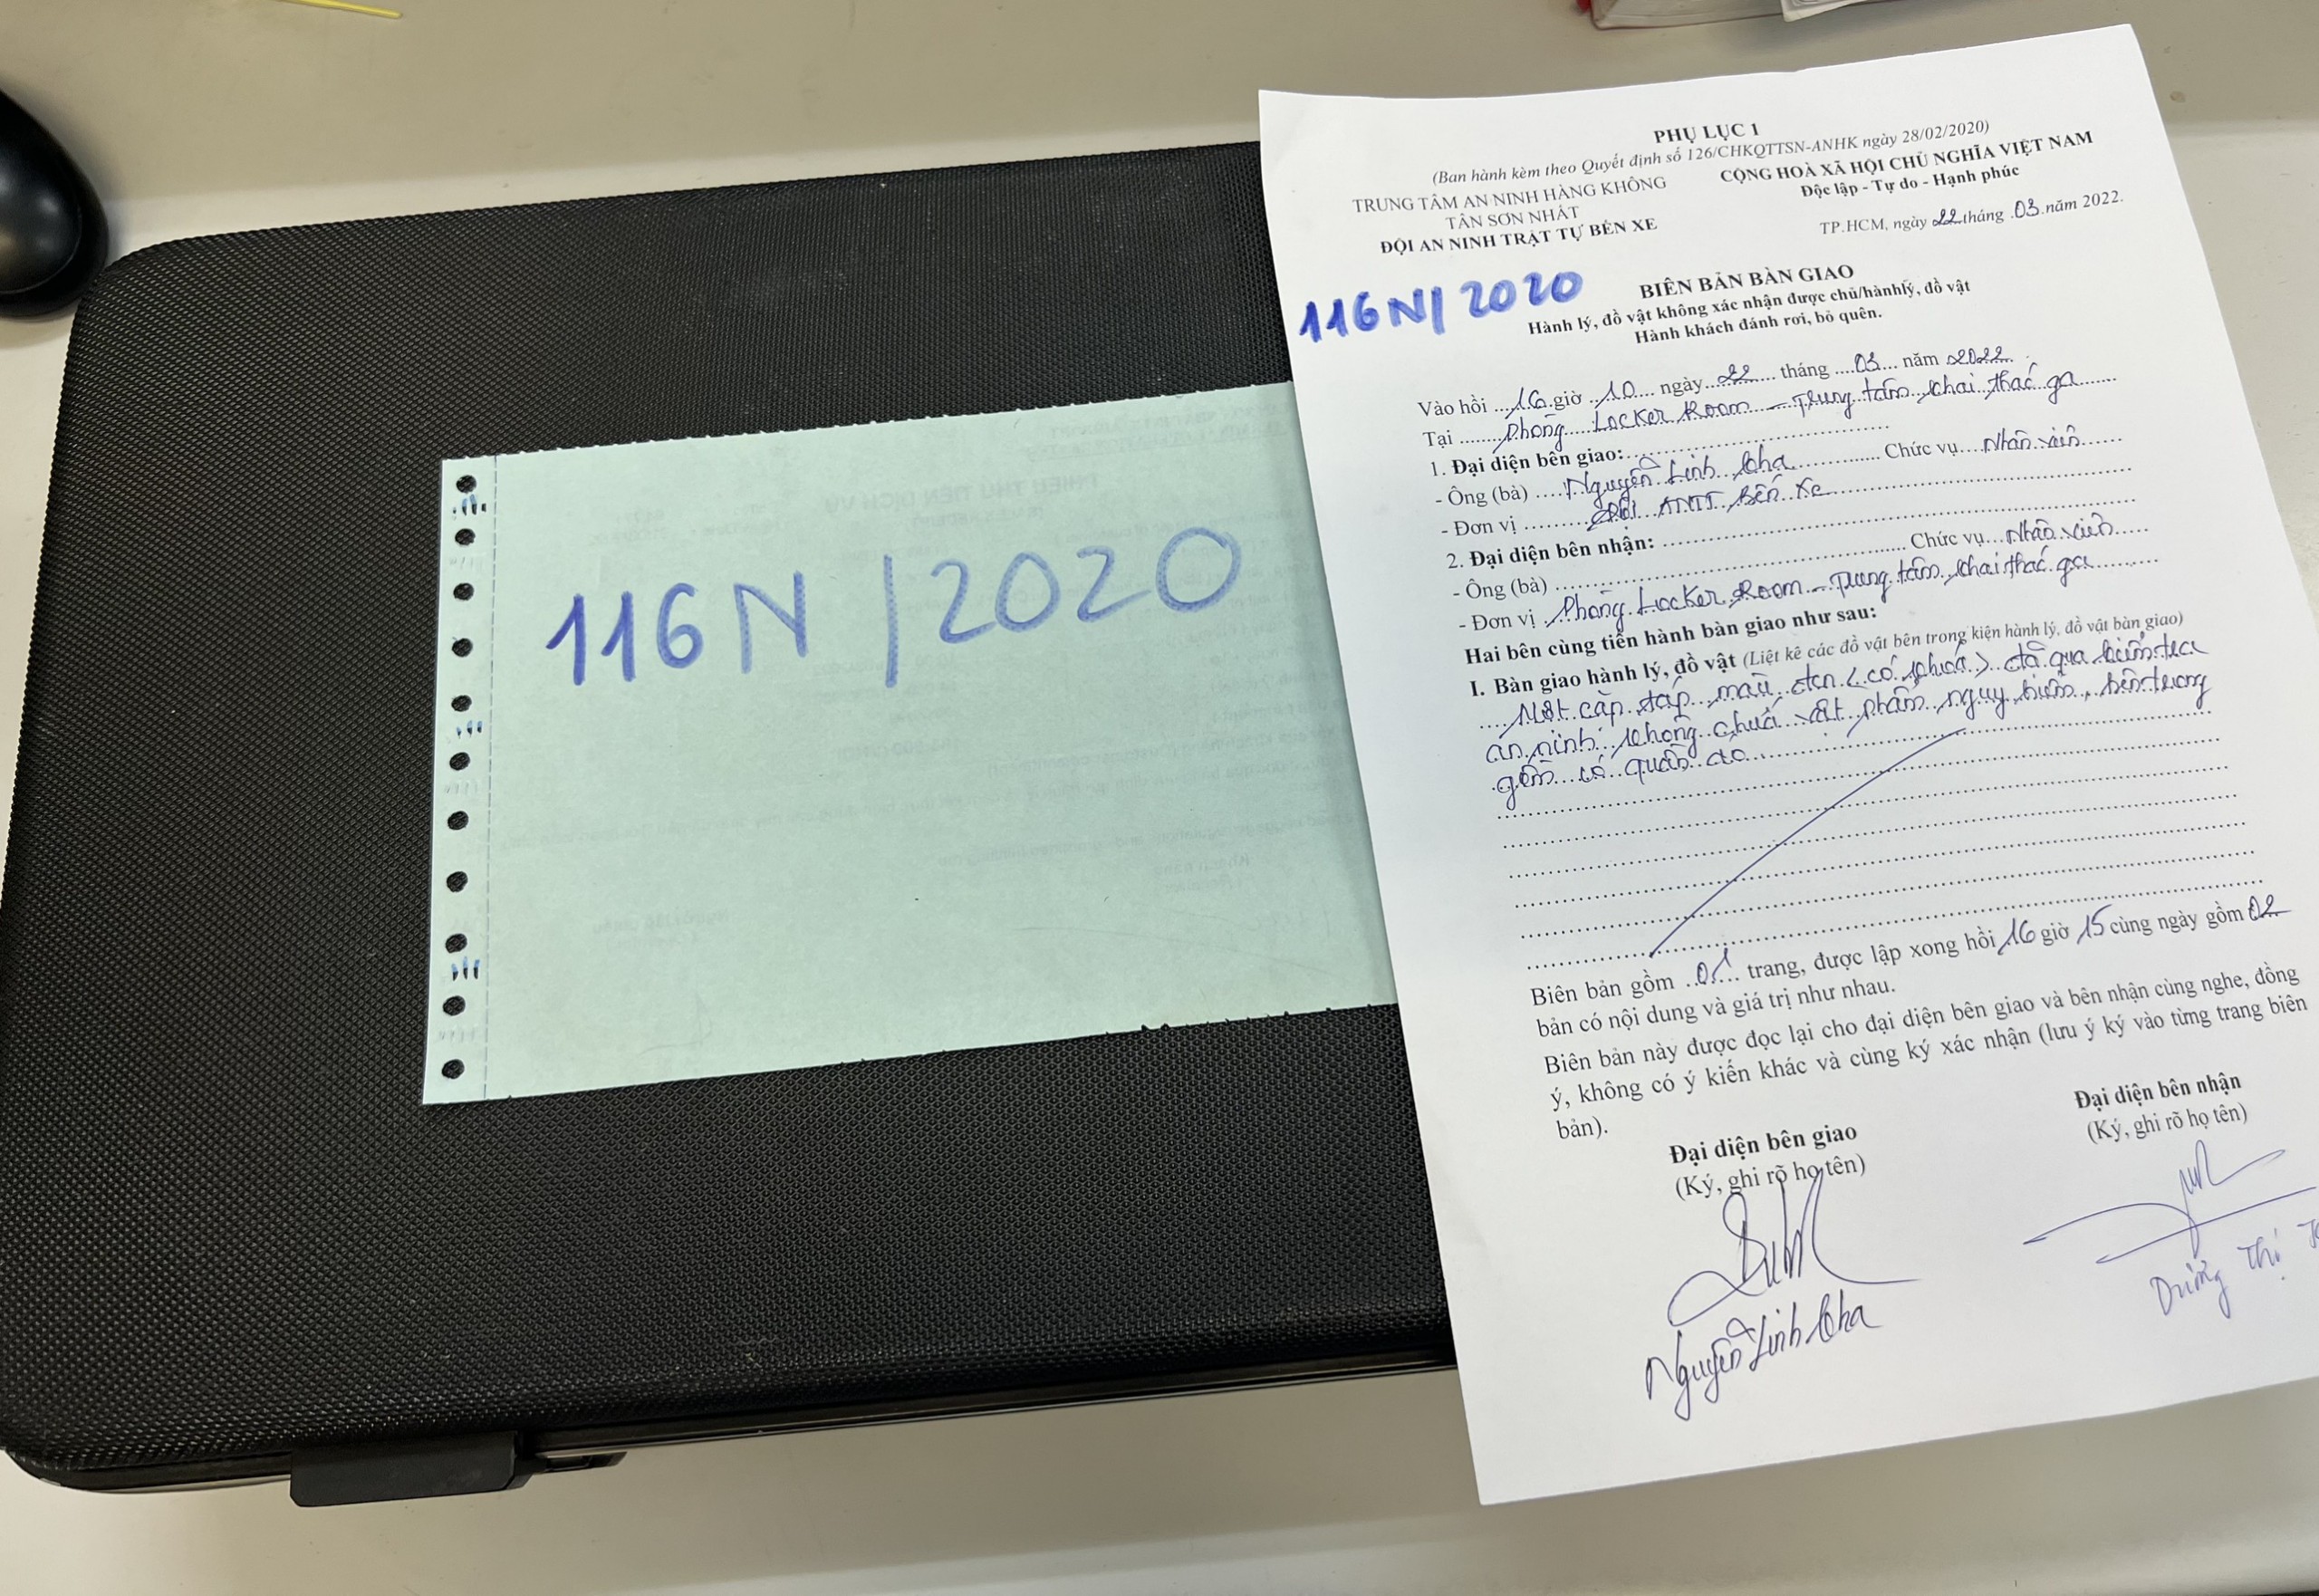 116N/2020
PHỤ LỤC 1
(Ban hành kèm theo Quyết định số 126/CHKQTTSN-ANHK ngày 28/02/2020)
TRUNG TÂM AN NINH HÀNG KHÔNG
TÂN SƠN NHẤT
ĐỘI AN NINH TRẬT TỰ BẾN XE
CỘNG HOÀ XÃ HỘI CHỦ NGHĨA VIỆT NAM
Độc lập - Tự do - Hạnh phúc
TP.HCM, ngày 22 tháng 03 năm 2022.
116N/2020
BIÊN BẢN BÀN GIAO
Hành lý, đồ vật không xác nhận được chủ/hànhlý, đồ vật
Hành khách đánh rơi, bỏ quên.
Vào hồi 16 giờ 10 ngày 22 tháng 03 năm 2022
Tại Phòng Locker Room - Trung tâm khai thác ga
1. Đại diện bên giao:
- Ông (bà) Nguyễn Linh Kha Chức vụ Nhân viên
- Đơn vị Đội ANTT Bến Xe
2. Đại diện bên nhận:
- Ông (bà) Chức vụ Nhân viên
- Đơn vị Phòng Locker Room - Trung tâm khai thác ga
Hai bên cùng tiến hành bàn giao như sau:
I. Bàn giao hành lý, đồ vật (Liệt kê các đồ vật bên trong kiện hành lý, đồ vật bàn giao)
Một cặp táp màu đen (có khoá) đã qua kiểm tra
an ninh không chứa vật phẩm nguy hiểm, bên trong
gồm có quần áo
Biên bản gồm 01 trang, được lập xong hồi 16 giờ 15 cùng ngày gồm 02
bản có nội dung và giá trị như nhau.
Biên bản này được đọc lại cho đại diện bên giao và bên nhận cùng nghe, đồng
ý, không có ý kiến khác và cùng ký xác nhận (lưu ý ký vào từng trang biên
bản).
Đại diện bên giao
(Ký, ghi rõ họ tên)
Nguyễn Linh Kha
Đại diện bên nhận
(Ký, ghi rõ họ tên)
Thị